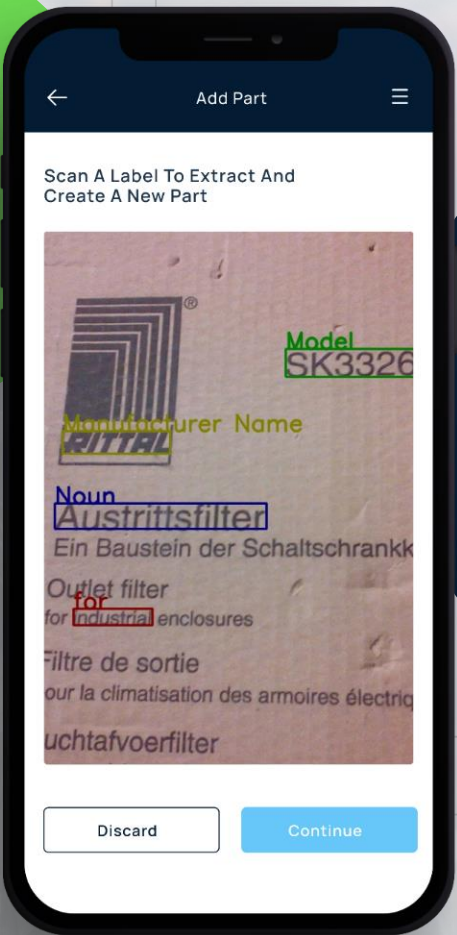 Add Part
Scan A Label To Extract And
Create A New Part
®
Model
SK3326
Manufacturer Name
RITTAL
Noun
Austrittsfilter
Ein Baustein der Schaltschrankk
Outlet filter
for
for industrial enclosures
Filtre de sortie
our la climatisation des armoires électriq
uchtafvoerfilter
Discard
Continue